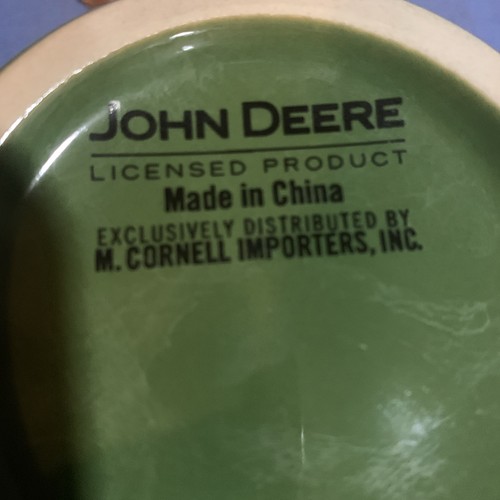 JOHN DEERE
LICENSED PRODUCT
Made in China
EXCLUSIVELY DISTRIBUTED BY
M. CORNELL IMPORTERS, INC.